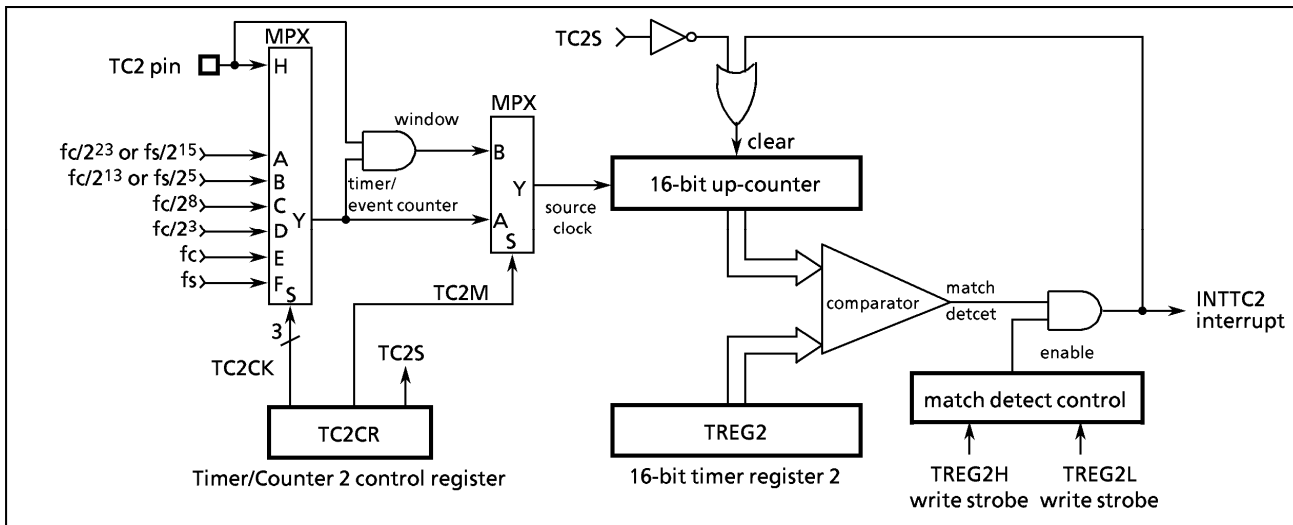 MPX
TC2 pin
H
fc/2²³ or fs/2¹⁵
A
fc/2¹³ or fs/2⁵
B
fc/2⁸
C
fc/2³
D
fc
E
fs
F
Y
S
3
TC2CK
window
timer/
event counter
MPX
B
Y
A
S
TC2M
TC2S
TC2CR
Timer/Counter 2 control register
source
clock
TC2S
clear
16-bit up-counter
comparator
match
detcet
INTTC2
interrupt
enable
match detect control
TREG2
16-bit timer register 2
TREG2H
write strobe
TREG2L
write strobe